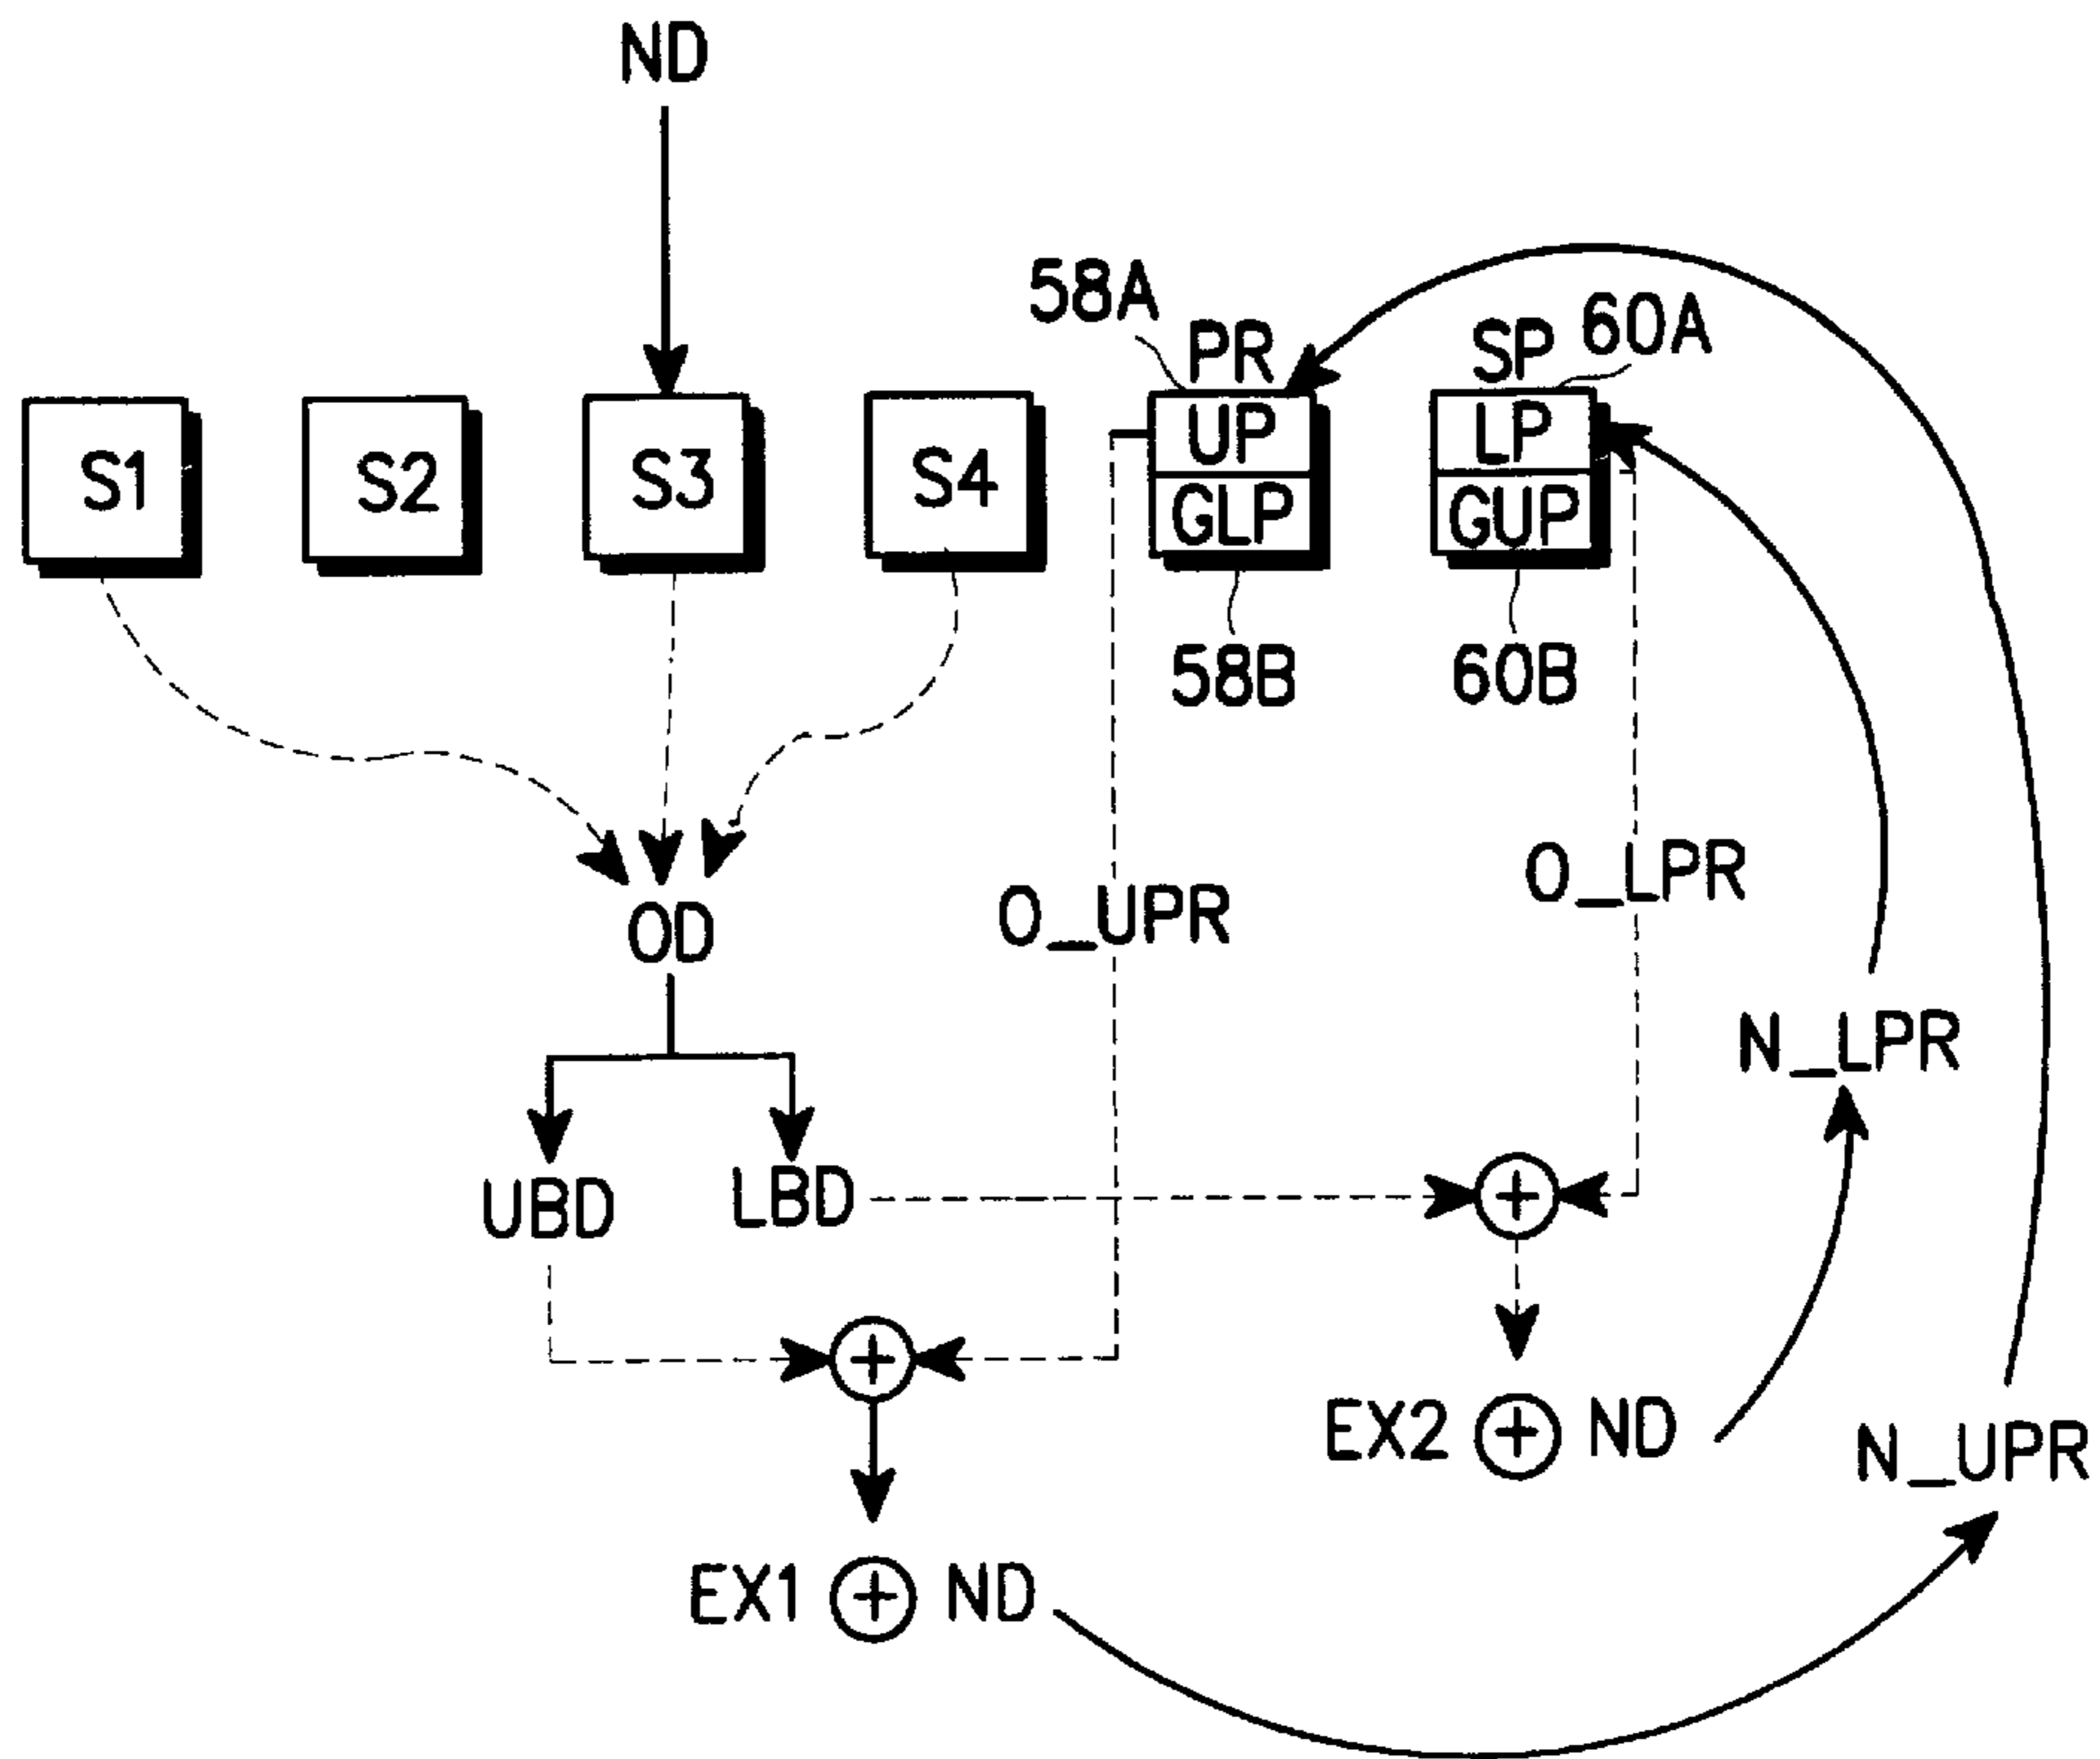 ND
58A
PR
SP
60A
S1
S2
S3
S4
UP
GLP
LP
GUP
58B
60B
OD
O_UPR
O_LPR
N_LPR
UBD
LBD
+
+
EX2 + ND
N_UPR
EX1 + ND